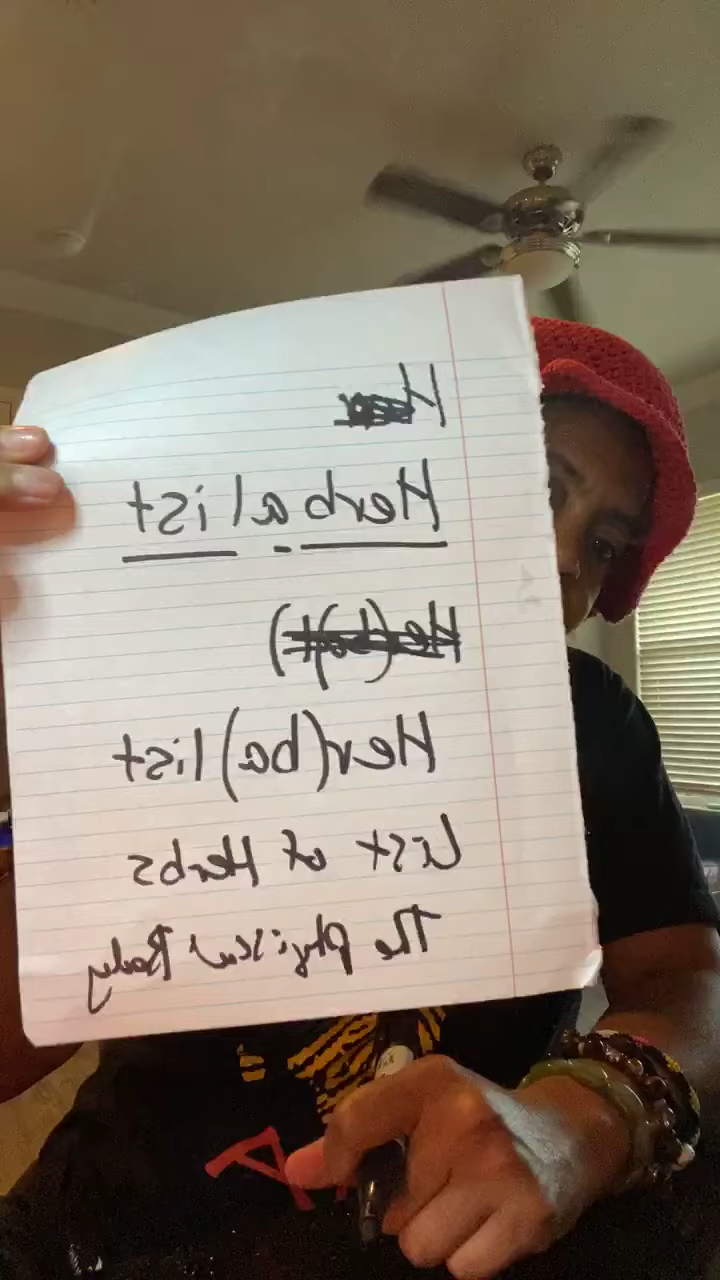 H
Herbalist
Her(ba)list
List of Herbs
The Physical Body